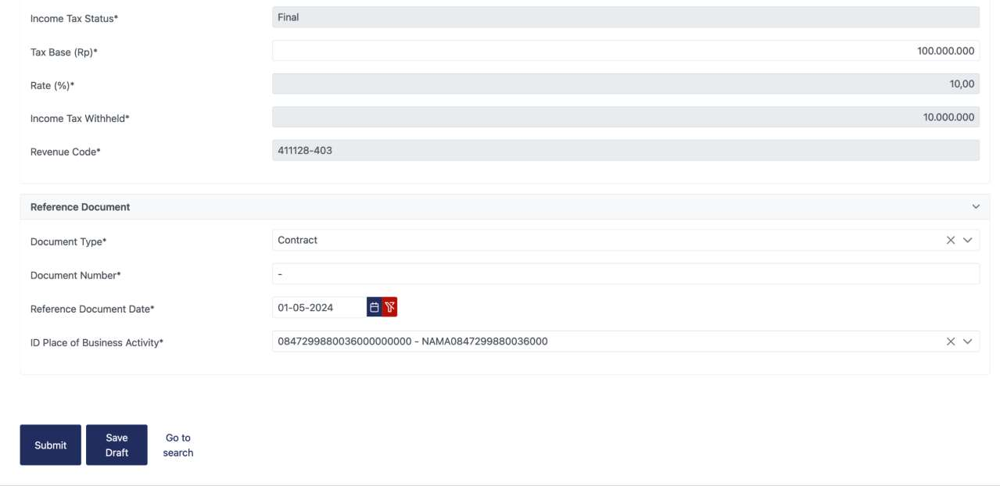 Income Tax Status*
Final
Tax Base (Rp)*
100.000.000
Rate (%)*
10,00
Income Tax Withheld*
10.000.000
Revenue Code*
411128-403
Reference Document
Document Type*
Contract
Document Number*
-
Reference Document Date*
01-05-2024
ID Place of Business Activity*
0847299880036000000000 - NAMA0847299880036000
Submit
Save
Draft
Go to
search